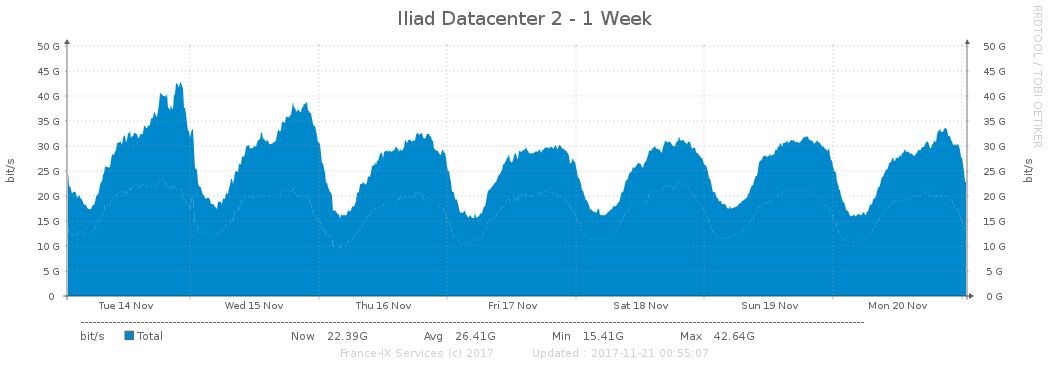 Iliad Datacenter 2 - 1 Week
RRDTOOL / TOBI OETIKER
bit/s
50 G 50 G
45 G 45 G
40 G 40 G
35 G 35 G
30 G 30 G
25 G 25 G
20 G 20 G
15 G 15 G
10 G 10 G
5 G 5 G
0 0 G
bit/s
Tue 14 Nov Wed 15 Nov Thu 16 Nov Fri 17 Nov Sat 18 Nov Sun 19 Nov Mon 20 Nov
bit/s Total Now 22.39G Avg 26.41G Min 15.41G Max 42.64G
France-IX Services (c) 2017 Updated : 2017-11-21 00:55:07